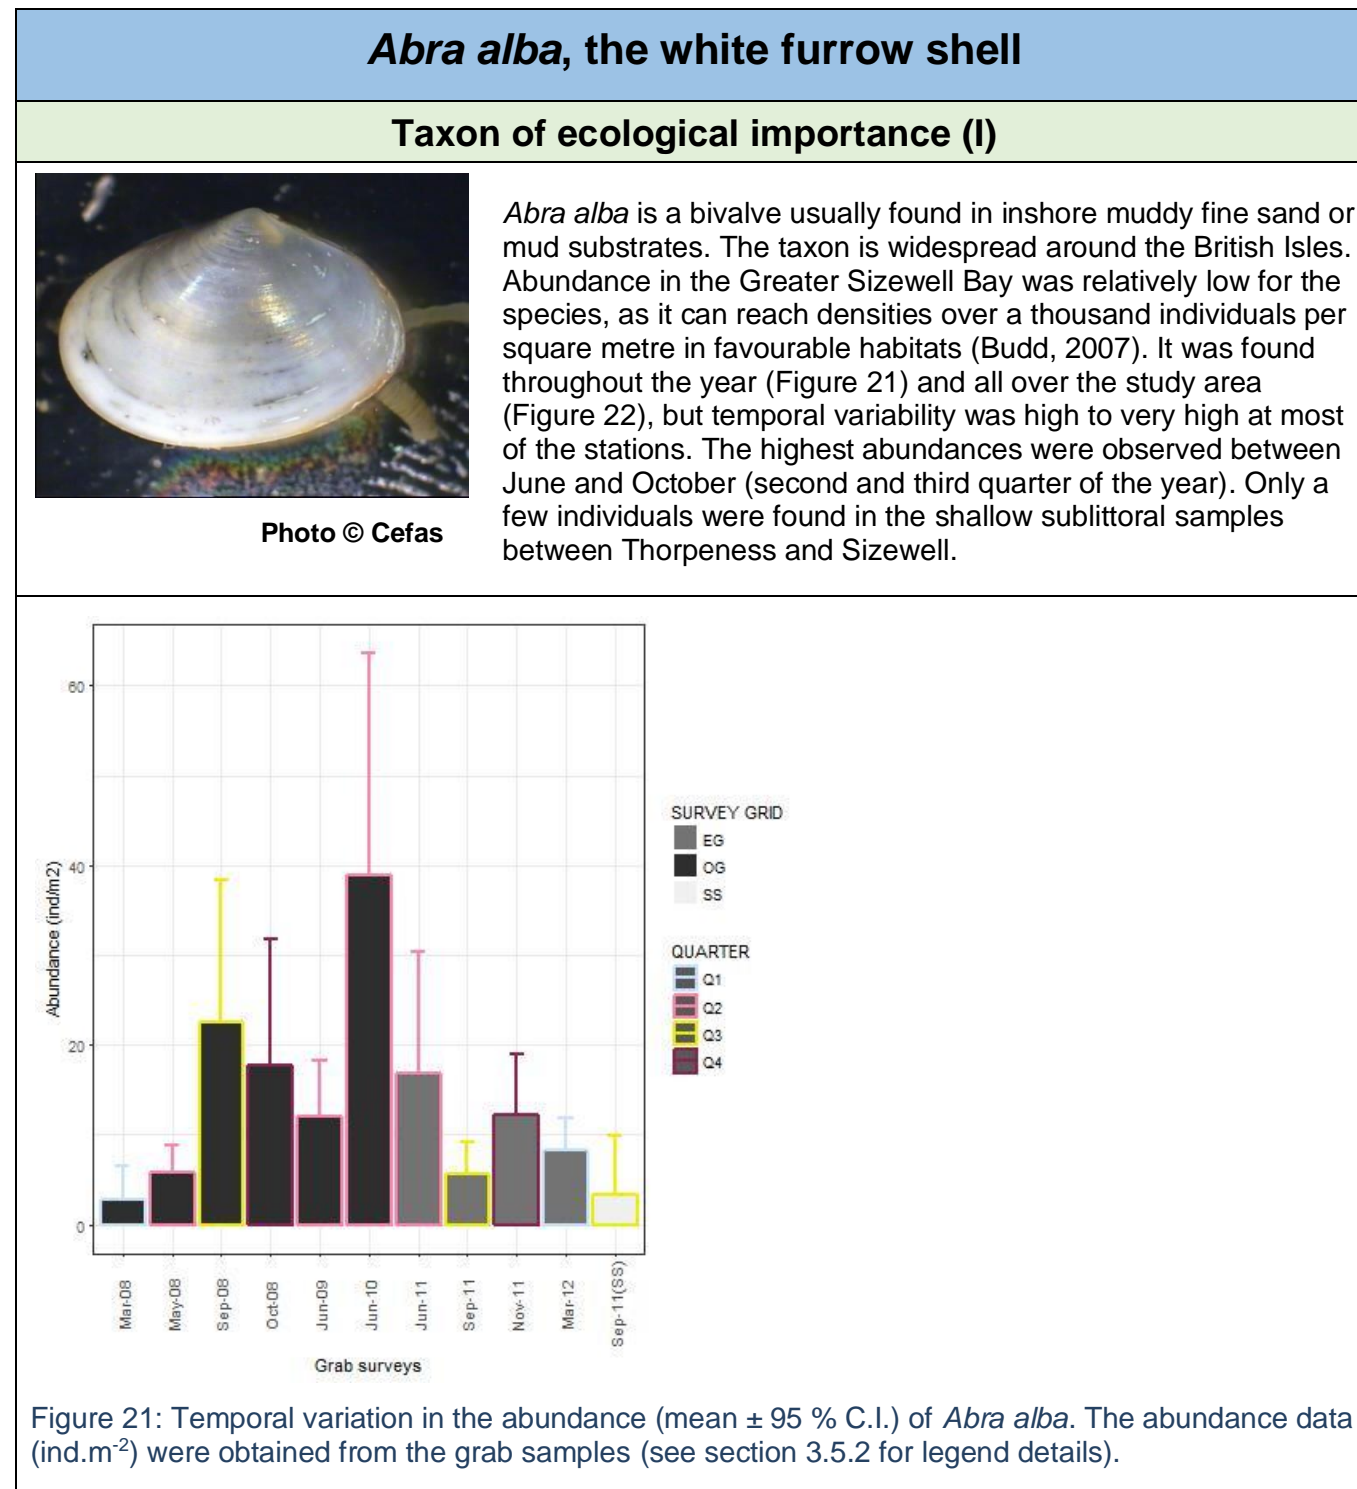 Abra alba, the white furrow shell
Taxon of ecological importance (I)
Abra alba is a bivalve usually found in inshore muddy fine sand or
mud substrates. The taxon is widespread around the British Isles.
Abundance in the Greater Sizewell Bay was relatively low for the
species, as it can reach densities over a thousand individuals per
square metre in favourable habitats (Budd, 2007). It was found
throughout the year (Figure 21) and all over the study area
(Figure 22), but temporal variability was high to very high at most
of the stations. The highest abundances were observed between
June and October (second and third quarter of the year). Only a
few individuals were found in the shallow sublittoral samples
between Thorpeness and Sizewell.
Photo © Cefas
60
40
20
0
Abundance (ind/m2)
Mar-08
May-08
Sep-08
Oct-08
Jun-09
Jun-10
Jun-11
Sep-11
Nov-11
Mar-12
Sep-11(SS)
Grab surveys
SURVEY GRID
EG
OG
SS
QUARTER
Q1
Q2
Q3
Q4
Figure 21: Temporal variation in the abundance (mean ± 95 % C.I.) of Abra alba. The abundance data
(ind.m-2) were obtained from the grab samples (see section 3.5.2 for legend details).